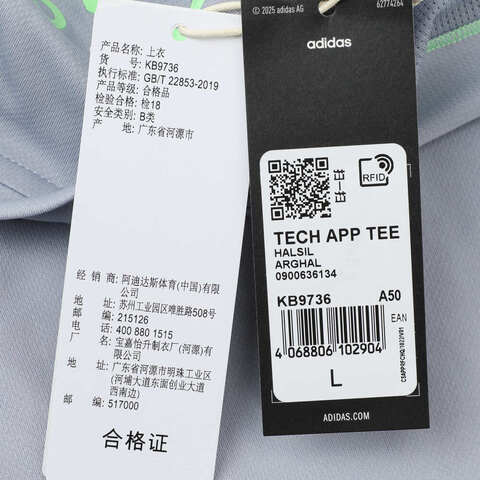 产品名称: 上衣
货 号: KB9736
执行标准: GB/T 22853-2019
产品等级: 合格品
检验合格: 检18
安全类别: B类
产 地: 广东省河源市
经 销 商: 阿迪达斯体育(中国)有限
公司
地 址: 苏州工业园区唯胜路508号
邮 编: 215126
电 话: 400 880 1515
制 造 商: 宝嘉怡升制衣厂(河源)有
限公司
地 址: 广东省河源市明珠工业区
(河埔大道东面创业大道
西南边)
邮 编: 517000
合格证
© 2025 adidas AG
62774264
adidas
RFID
TECH APP TEE
HALSIL
ARGHAL
0900636134
KB9736 A50
EAN
4 068806 102904
L
ADIDAS.COM